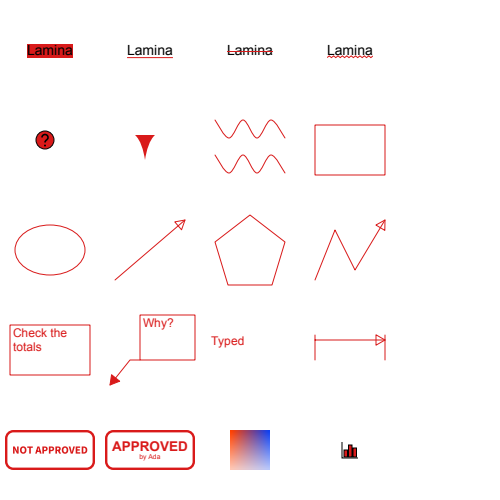 Lamina Lamina Lamina Lamina
?
Check the
totals
Why?
Typed
NOT APPROVED
APPROVED
by Ada